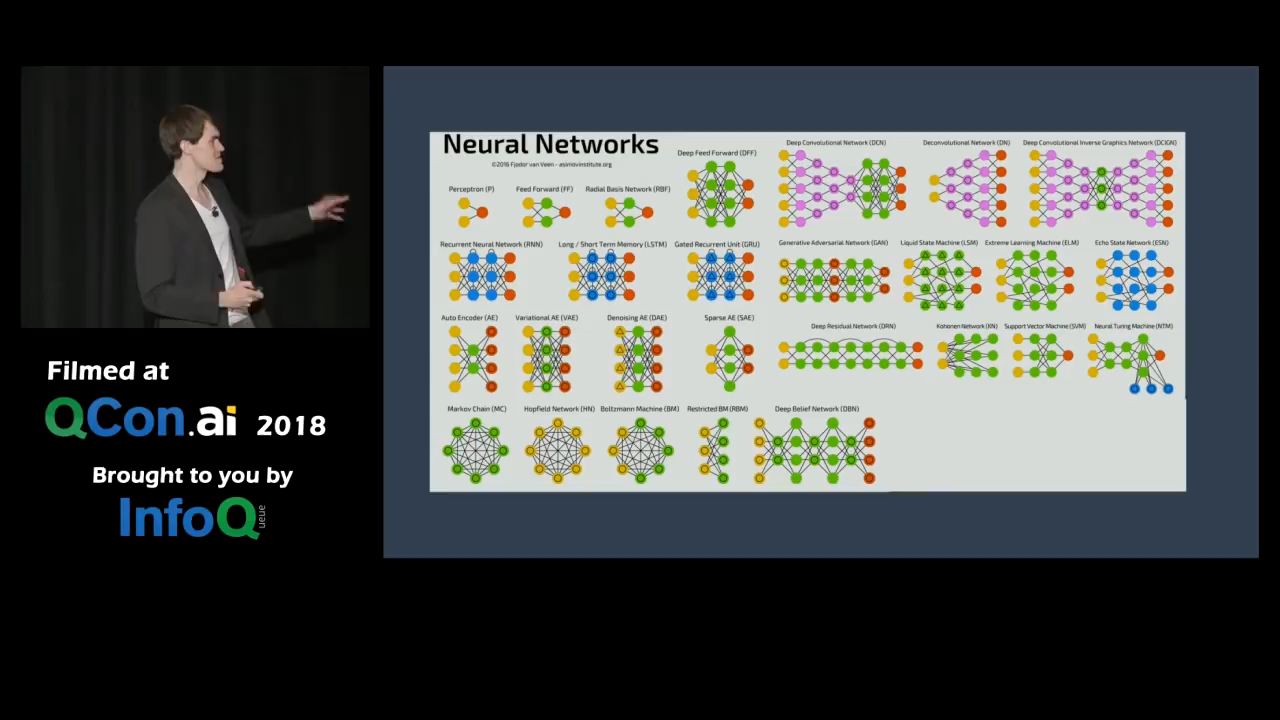 Neural Networks
©2016 Fjodor van Veen - asimovinstitute.org
Deep Feed Forward (DFF)
Perceptron (P)
Feed Forward (FF)
Radial Basis Network (RBF)
Recurrent Neural Network (RNN)
Long / Short Term Memory (LSTM)
Gated Recurrent Unit (GRU)
Auto Encoder (AE)
Variational AE (VAE)
Denoising AE (DAE)
Sparse AE (SAE)
Markov Chain (MC)
Hopfield Network (HN)
Boltzmann Machine (BM)
Restricted BM (RBM)
Deep Belief Network (DBN)
Deep Convolutional Network (DCN)
Deconvolutional Network (DN)
Deep Convolutional Inverse Graphics Network (DCIGN)
Generative Adversarial Network (GAN)
Liquid State Machine (LSM)
Extreme Learning Machine (ELM)
Echo State Network (ESN)
Deep Residual Network (DRN)
Kohonen Network (KN)
Support Vector Machine (SVM)
Neural Turing Machine (NTM)
Filmed at
QCon.ai 2018
Brought to you by
InfoQ
ueue